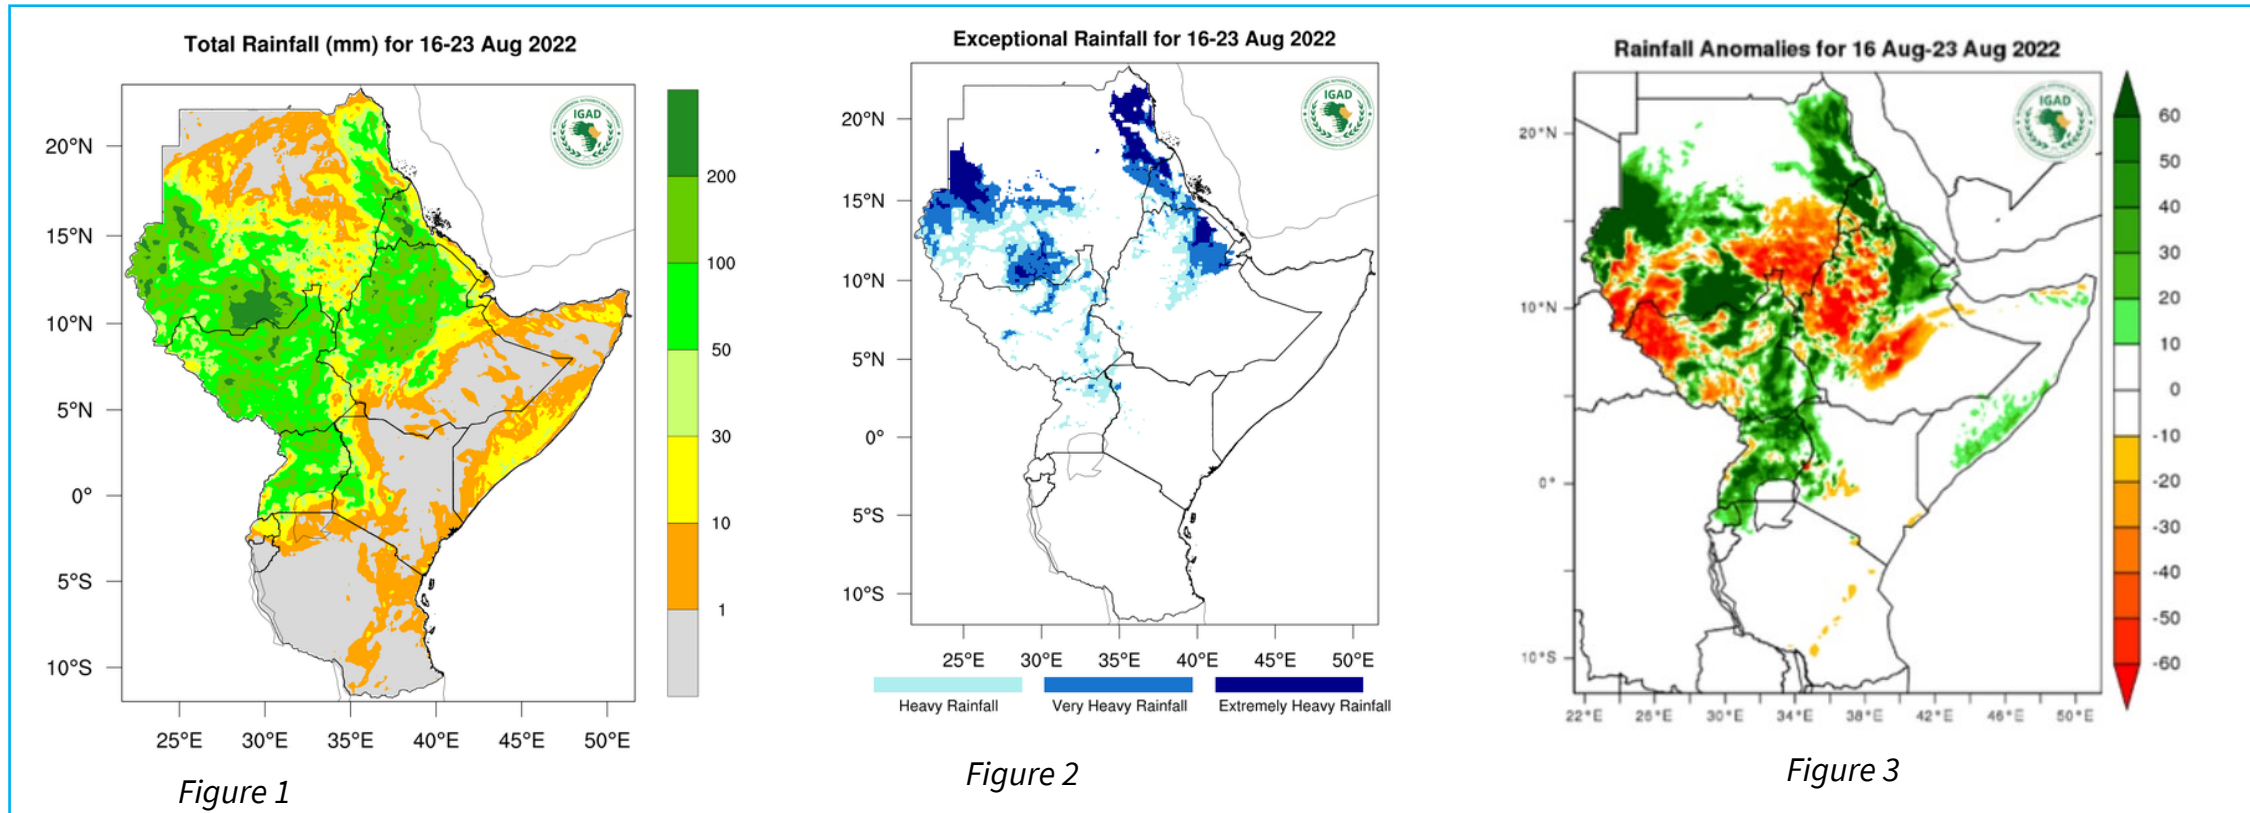 Total Rainfall (mm) for 16-23 Aug 2022
IGAD
20°N
15°N
10°N
5°N
0°
5°S
10°S
25°E
30°E
35°E
40°E
45°E
50°E
200
100
50
30
10
1
Figure 1
Exceptional Rainfall for 16-23 Aug 2022
IGAD
20°N
15°N
10°N
5°N
0°
5°S
10°S
25°E
30°E
35°E
40°E
45°E
50°E
Heavy Rainfall
Very Heavy Rainfall
Extremely Heavy Rainfall
Figure 2
Rainfall Anomalies for 16 Aug-23 Aug 2022
IGAD
20°N
10°N
0°
10°S
22°E
26°E
30°E
34°E
38°E
42°E
46°E
50°E
60
50
40
30
20
10
0
-10
-20
-30
-40
-50
-60
Figure 3